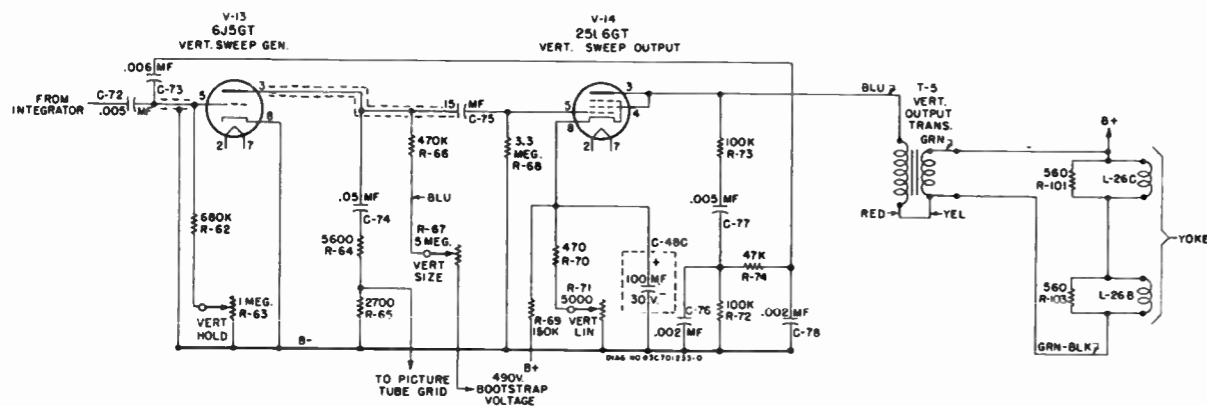 V-13
6J5GT
VERT. SWEEP GEN.
V-14
25L6GT
VERT. SWEEP OUTPUT
.006 MF
C-73
FROM
INTEGRATOR
C-72
.005 MF
5
3
8
2
7
.15 MF
C-75
5
8
3
4
2
7
BLU
T-5
VERT.
OUTPUT
TRANS.
GRN
B+
470K
R-66
3.3
MEG.
R-68
100K
R-73
560
R-101
L-26C
680K
R-62
.05 MF
C-74
BLU
.005 MF
C-77
RED
YEL
YOKE
5600
R-64
R-67
5 MEG.
VERT
SIZE
470
R-70
C-48C
+
100 MF
30 V.
-
47K
R-74
560
R-103
L-26B
1 MEG.
R-63
VERT
HOLD
2700
R-65
R-69
150K
R-71
5000
VERT
LIN
C-76
.002 MF
100K
R-72
.002 MF
C-78
GRN-BLK
B-
B+
TO PICTURE
TUBE GRID
490V.
BOOTSTRAP
VOLTAGE